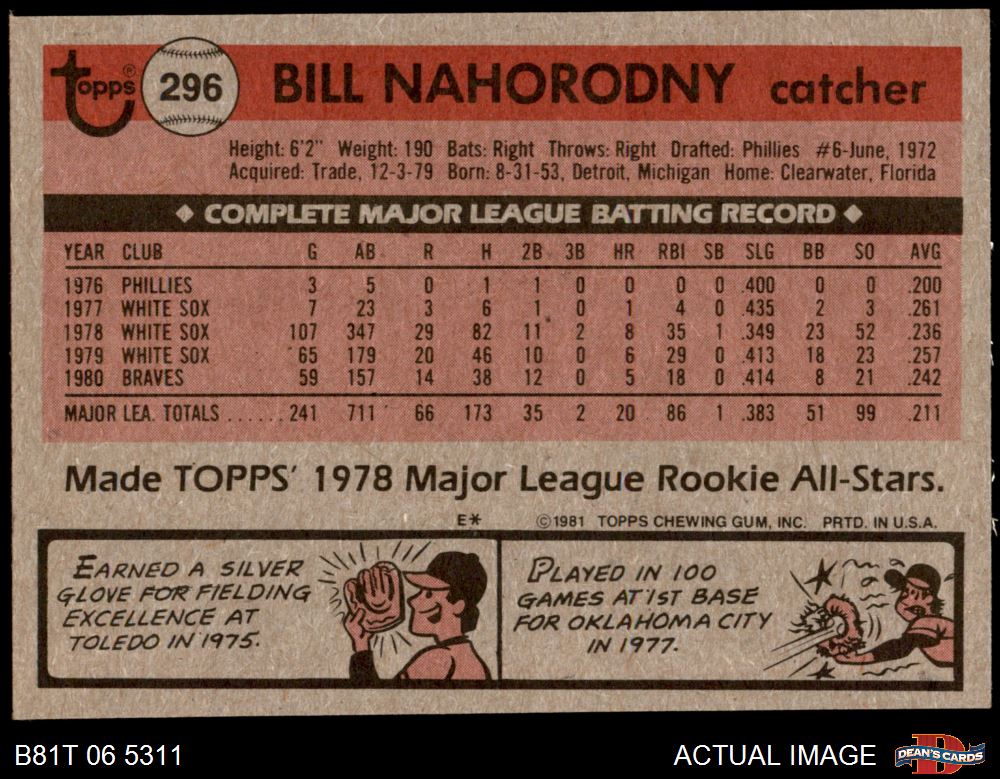 topps® 296 BILL NAHORODNY catcher
Height: 6'2" Weight: 190 Bats: Right Throws: Right Drafted: Phillies #6-June, 1972
Acquired: Trade, 12-3-79 Born: 8-31-53, Detroit, Michigan Home: Clearwater, Florida
◆ COMPLETE MAJOR LEAGUE BATTING RECORD ◆
YEAR CLUB G AB R H 2B 3B HR RBI SB SLG BB SO AVG
1976 PHILLIES 3 5 0 1 1 0 0 0 0 .400 0 0 .200
1977 WHITE SOX 7 23 3 6 1 0 1 4 0 .435 2 3 .261
1978 WHITE SOX 107 347 29 82 11 2 8 35 1 .349 23 52 .236
1979 WHITE SOX 65 179 20 46 10 0 6 29 0 .413 18 23 .257
1980 BRAVES 59 157 14 38 12 0 5 18 0 .414 8 21 .242
MAJOR LEA. TOTALS ...... 241 711 66 173 35 2 20 86 1 .383 51 99 .211
Made TOPPS' 1978 Major League Rookie All-Stars.
E* ©1981 TOPPS CHEWING GUM, INC. PRTD. IN U.S.A.
EARNED A SILVER
GLOVE FOR FIELDING
EXCELLENCE AT
TOLEDO IN 1975.
PLAYED IN 100
GAMES AT 1ST BASE
FOR OKLAHOMA CITY
IN 1977.
B81T 06 5311 ACTUAL IMAGE DEAN'S CARDS